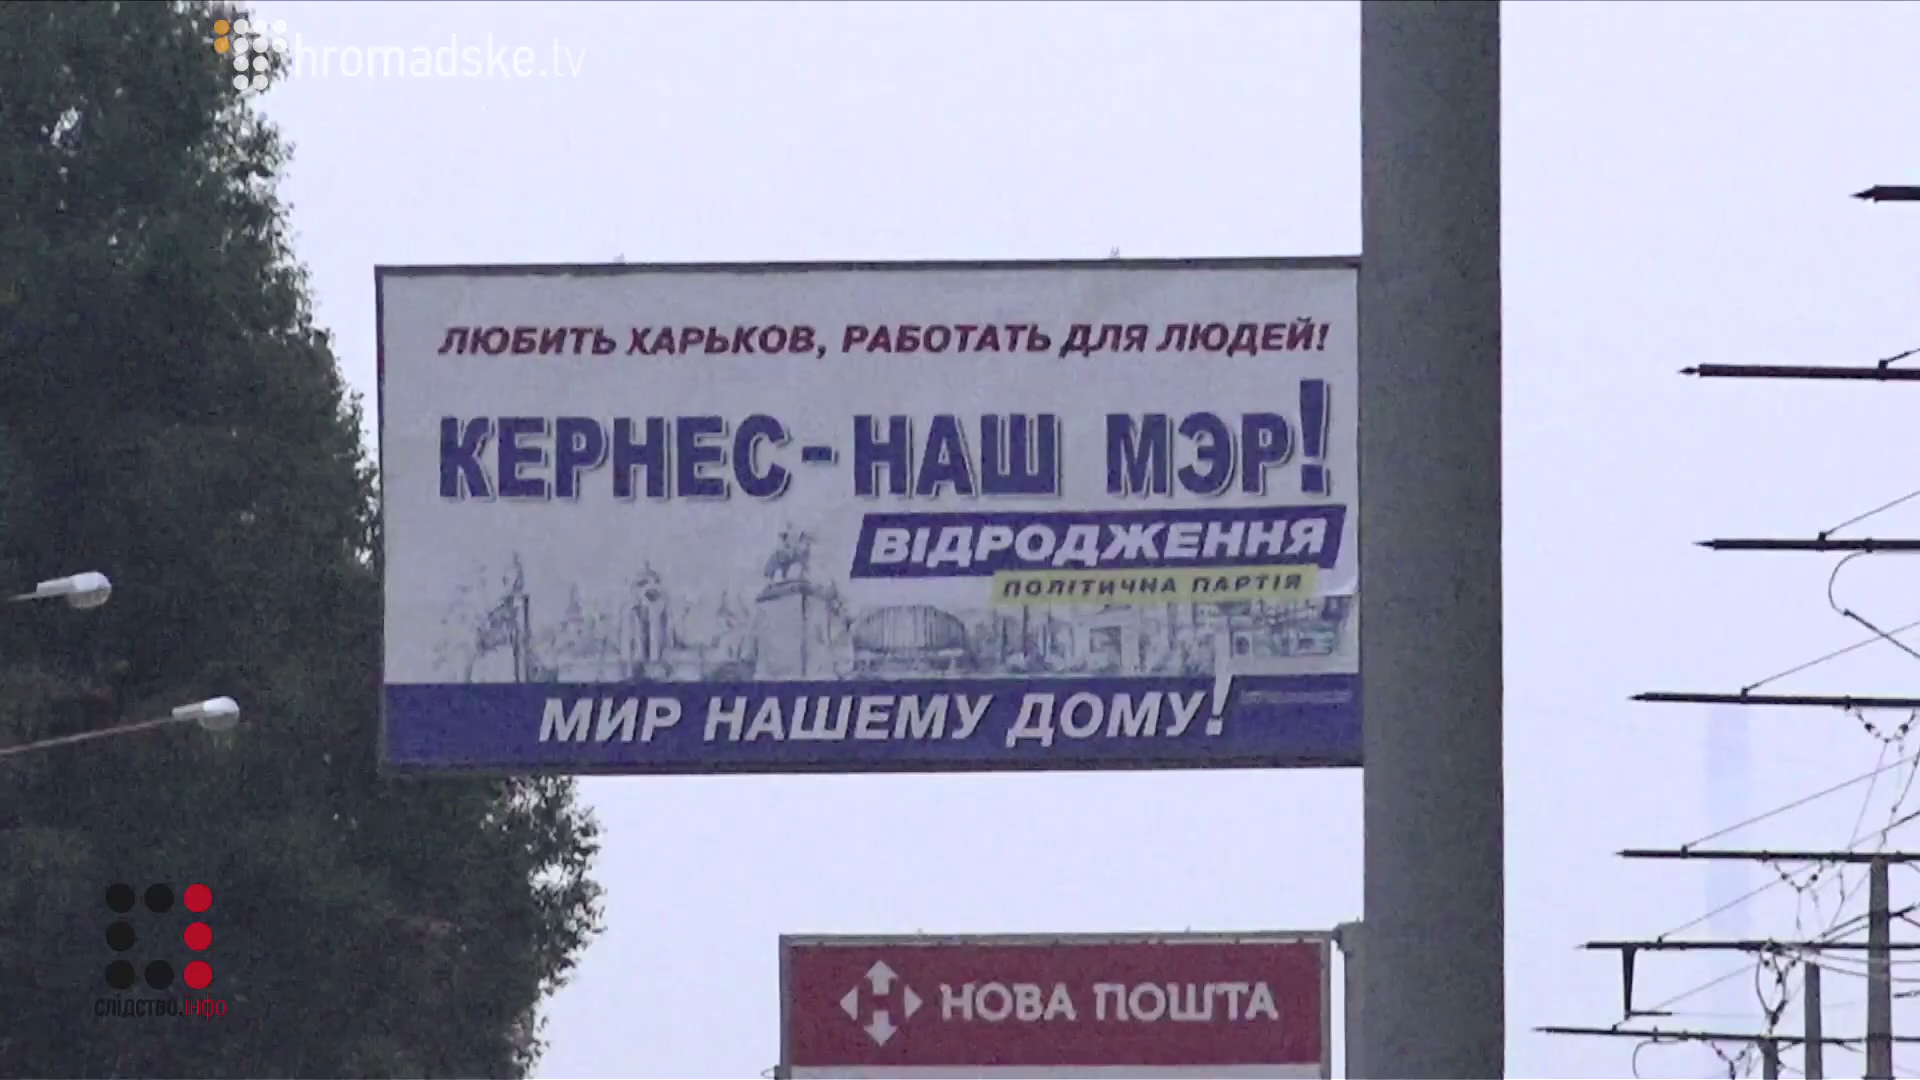 hromadske.tv
ЛЮБИТЬ ХАРЬКОВ, РАБОТАТЬ ДЛЯ ЛЮДЕЙ!
КЕРНЕС - НАШ МЭР!
ВІДРОДЖЕННЯ
ПОЛІТИЧНА ПАРТІЯ
МИР НАШЕМУ ДОМУ!
НОВА ПОШТА
СЛІДСТВО.ІНФО